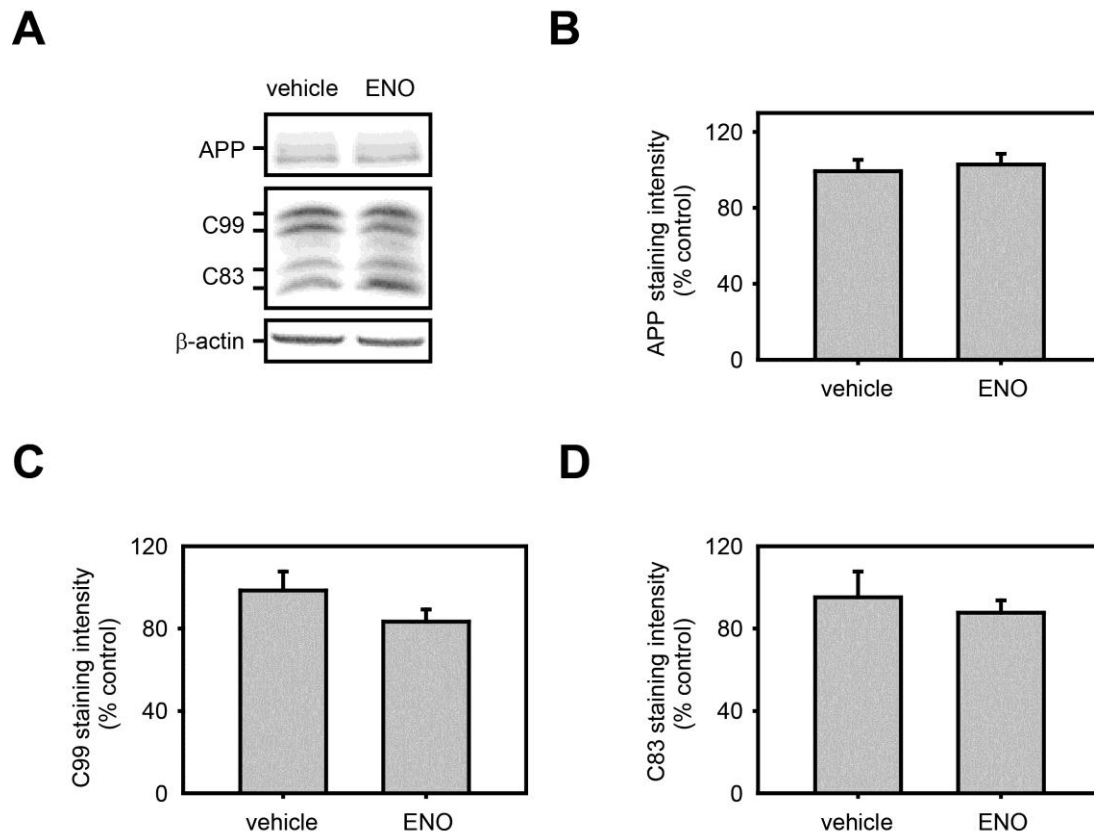 A
vehicle ENO
APP
C99
C83
β-actin
B
APP staining intensity
(% control)
120
80
40
0
vehicle ENO
C
C99 staining intensity
(% control)
120
80
40
0
vehicle ENO
D
C83 staining intensity
(% control)
120
80
40
0
vehicle ENO